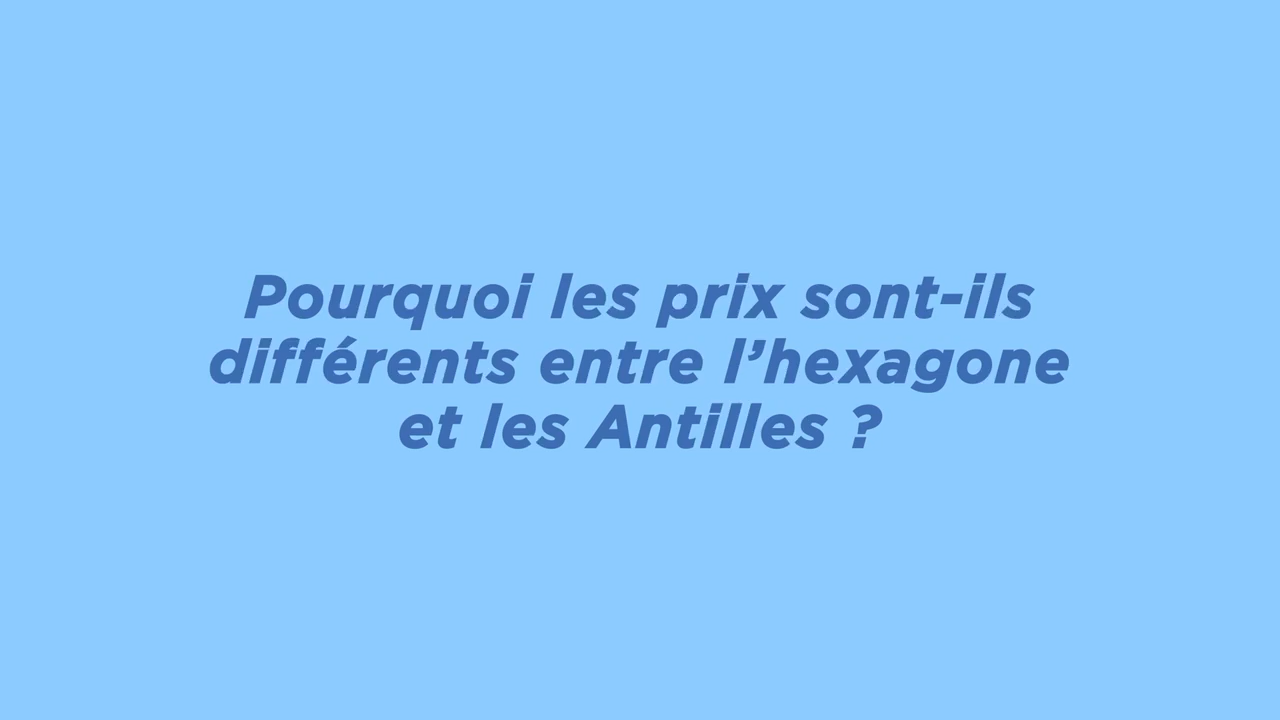 Pourquoi les prix sont-ils
différents entre l’hexagone
et les Antilles ?